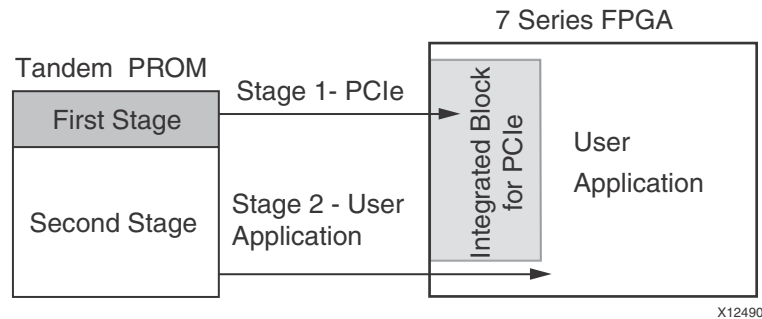 7 Series FPGA
Tandem PROM
First Stage
Second Stage
Stage 1- PCIe
Stage 2 - User
Application
Integrated Block
for PCIe
User
Application
X12490